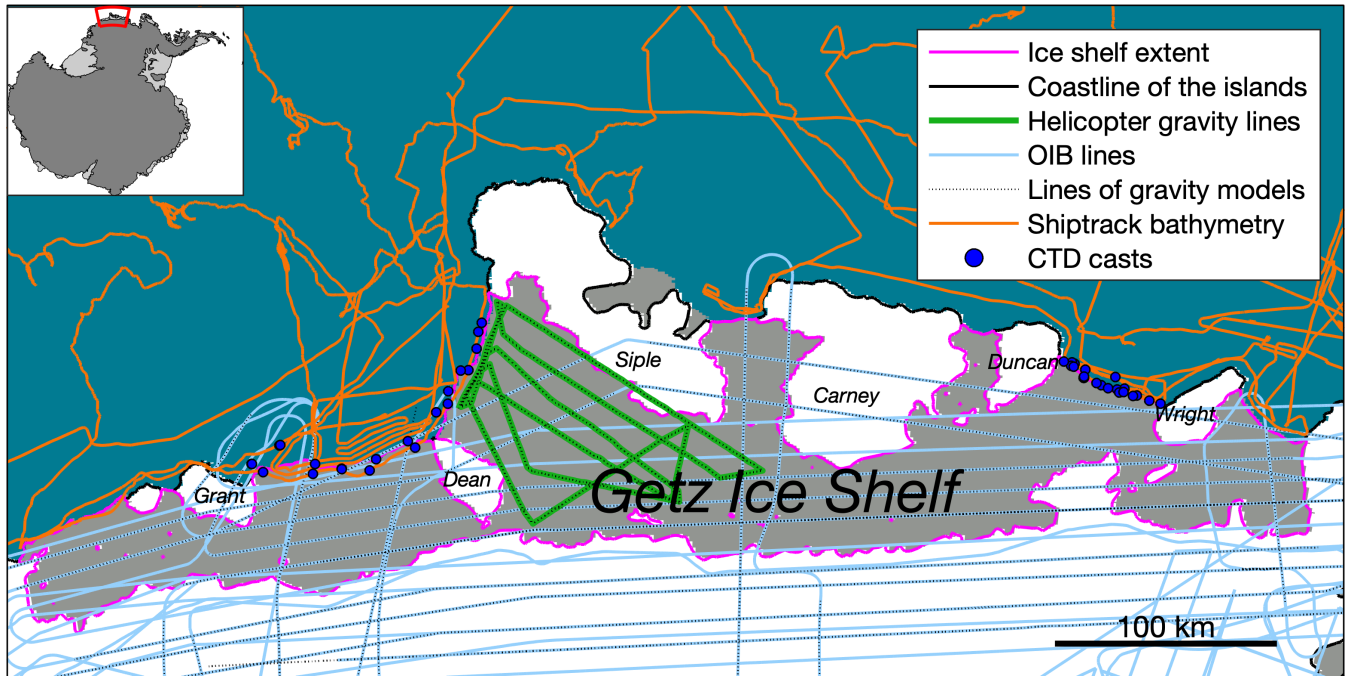 Ice shelf extent
Coastline of the islands
Helicopter gravity lines
OIB lines
Lines of gravity models
Shiptrack bathymetry
CTD casts
Siple
Duncan
Carney
Wright
Grant
Dean
Getz Ice Shelf
100 km